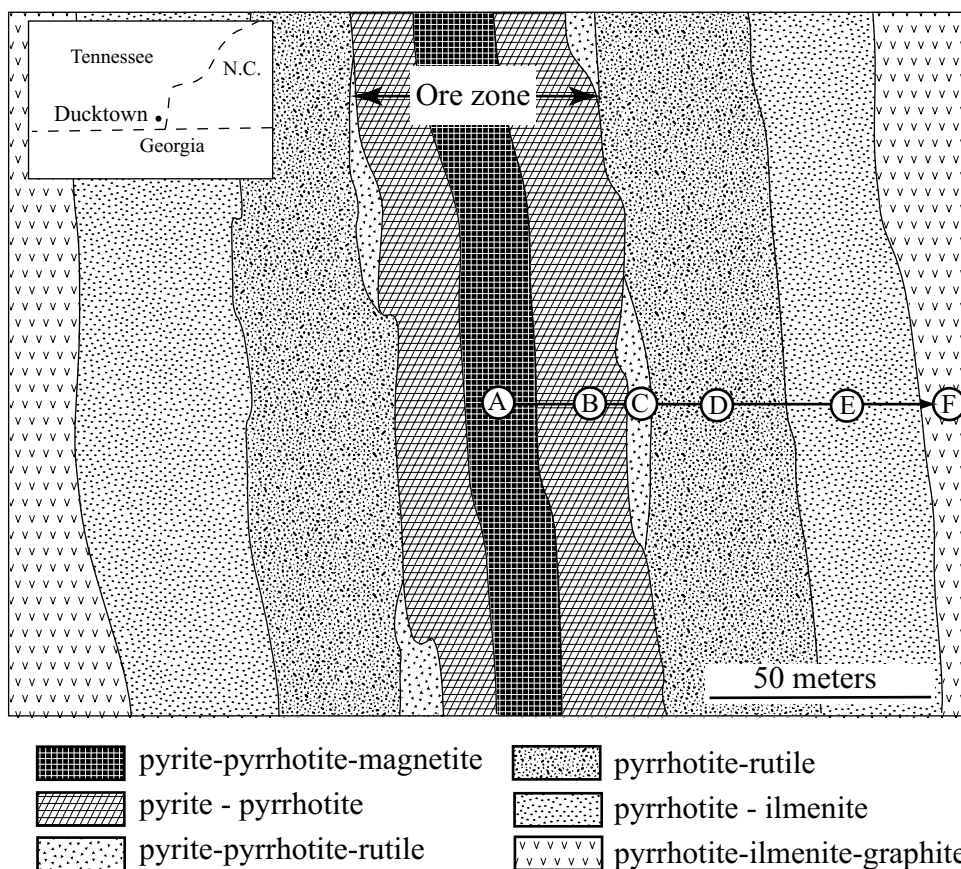 Tennessee
N.C.
Ducktown
Georgia
Ore zone
A B C D E F
50 meters
pyrite-pyrrhotite-magnetite
pyrite - pyrrhotite
pyrite-pyrrhotite-rutile
pyrrhotite-rutile
pyrrhotite - ilmenite
pyrrhotite-ilmenite-graphite